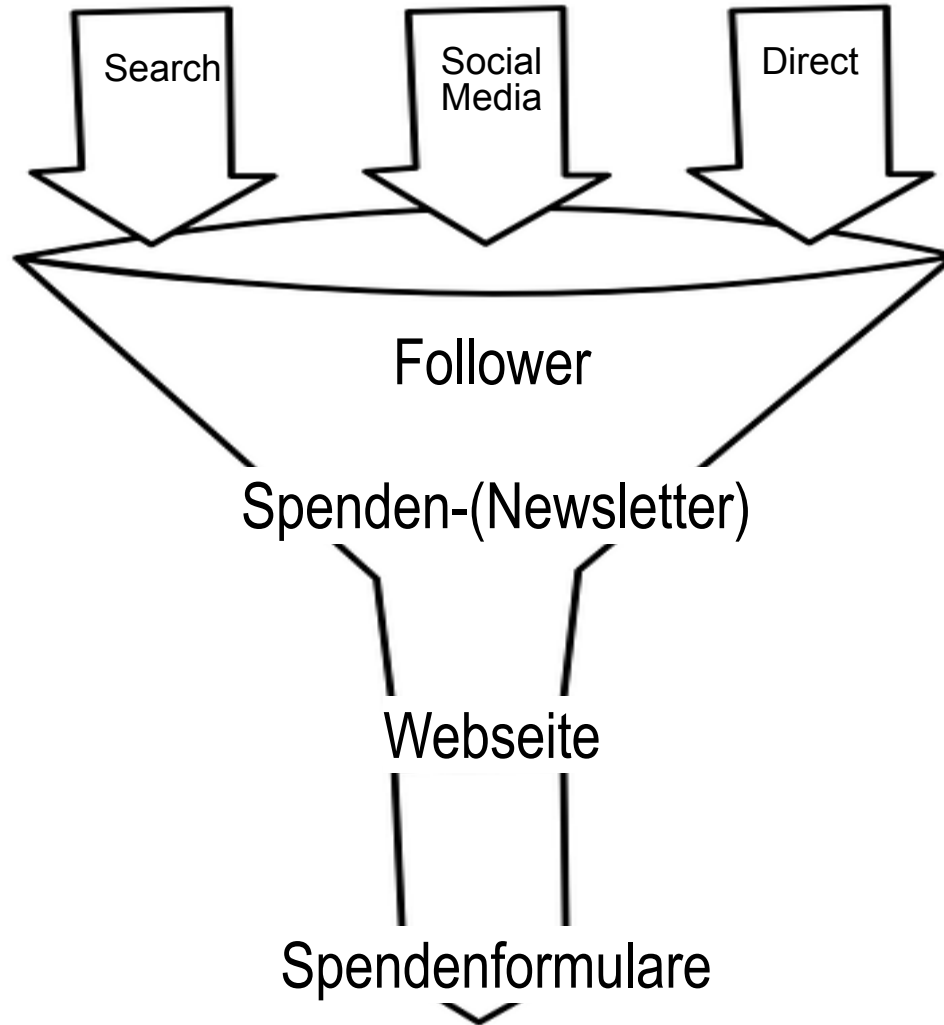 Search
Social
Media
Direct
Follower
Spenden-(Newsletter)
Webseite
Spendenformulare